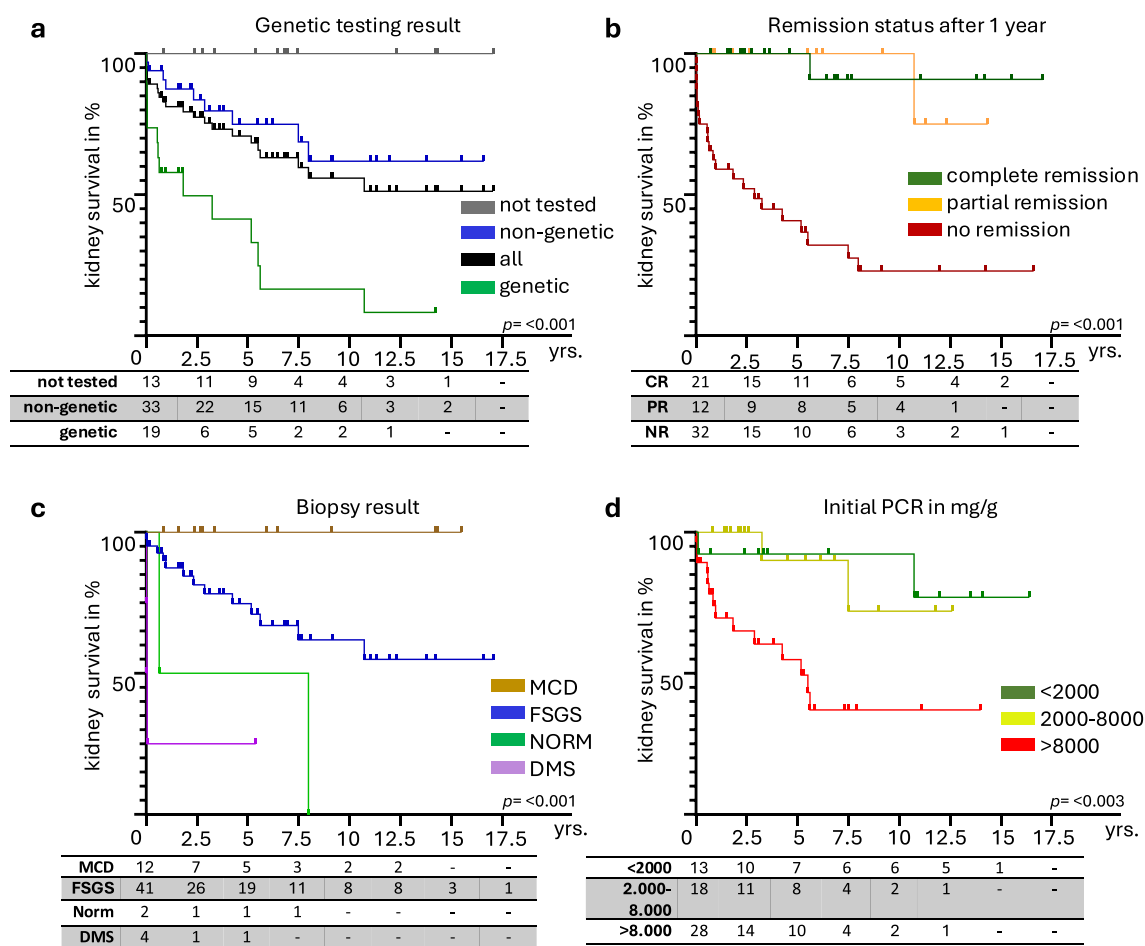 a
Genetic testing result
kidney survival in %
100
50
not tested
non-genetic
all
genetic
p= <0.001
0 2.5 5 7.5 10 12.5 15 17.5 yrs.
not tested 13 11 9 4 4 3 1 -
non-genetic 33 22 15 11 6 3 2 -
genetic 19 6 5 2 2 1 - -
b
Remission status after 1 year
kidney survival in %
100
50
complete remission
partial remission
no remission
p= <0.001
0 2.5 5 7.5 10 12.5 15 17.5 yrs.
CR 21 15 11 6 5 4 2 -
PR 12 9 8 5 4 1 - -
NR 32 15 10 6 3 2 1 -
c
Biopsy result
kidney survival in %
100
50
MCD
FSGS
NORM
DMS
p= <0.001
0 2.5 5 7.5 10 12.5 15 17.5 yrs.
MCD 12 7 5 3 2 2 - -
FSGS 41 26 19 11 8 8 3 1
Norm 2 1 1 1 - - - -
DMS 4 1 1 - - - - -
d
Initial PCR in mg/g
kidney survival in %
100
50
<2000
2000-8000
>8000
p= <0.003
0 2.5 5 7.5 10 12.5 15 17.5 yrs.
<2000 13 10 7 6 6 5 1 -
2.000- 18 11 8 4 2 1 - -
8.000
>8.000 28 14 10 4 2 1 - -